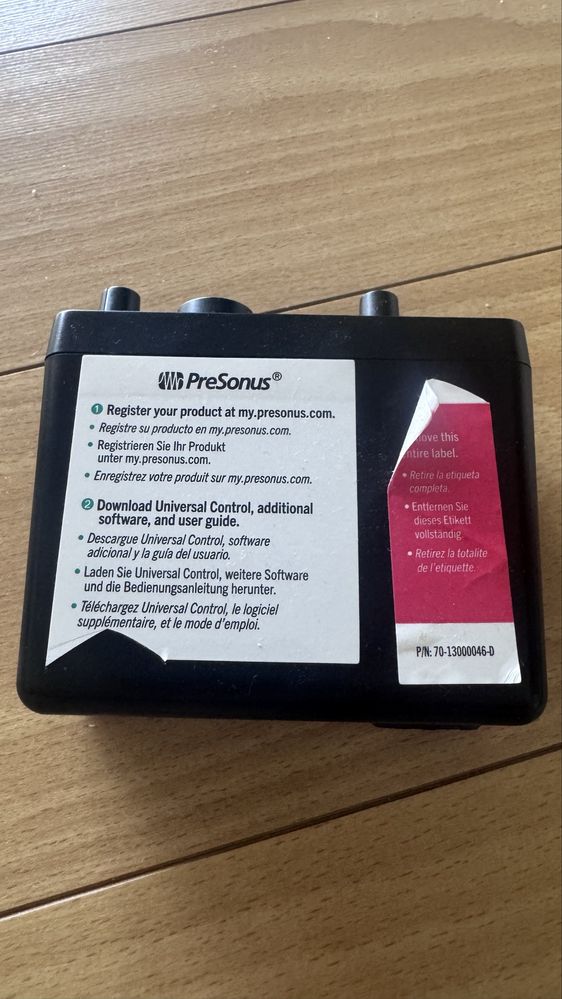 PreSonus®
1 Register your product at my.presonus.com.
• Registre su producto en my.presonus.com.
• Registrieren Sie Ihr Produkt
unter my.presonus.com.
• Enregistrez votre produit sur my.presonus.com.
2 Download Universal Control, additional
software, and user guide.
• Descargue Universal Control, software
adicional y la guía del usuario.
• Laden Sie Universal Control, weitere Software
und die Bedienungsanleitung herunter.
• Téléchargez Universal Control, le logiciel
supplémentaire, et le mode d'emploi.
this
label.
• Retire la etiqueta
completa.
• Entfernen Sie
dieses Etikett
vollständig.
• Retirez la totalite
de l'etiquette.
P/N: 70-13000046-D